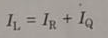 I_L = I_R + I_Q